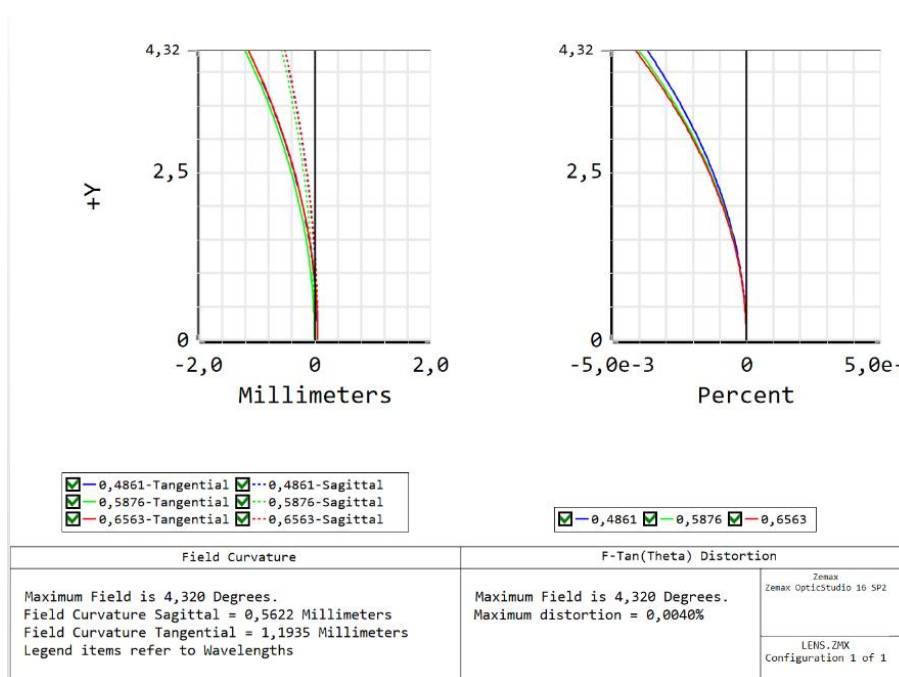 4,32
2,5
0
+Y
-2,0 0 2,0
Millimeters
4,32
2,5
0
-5,0e-3 0 5,0e-
Percent
0,4861-Tangential 0,4861-Sagittal
0,5876-Tangential 0,5876-Sagittal
0,6563-Tangential 0,6563-Sagittal
0,4861 0,5876 0,6563
Field Curvature
Maximum Field is 4,320 Degrees.
Field Curvature Sagittal = 0,5622 Millimeters
Field Curvature Tangential = 1,1935 Millimeters
Legend items refer to Wavelengths
F-Tan(Theta) Distortion
Maximum Field is 4,320 Degrees.
Maximum distortion = 0,0040%
Zemax
Zemax OpticStudio 16 SP2
LENS.ZMX
Configuration 1 of 1